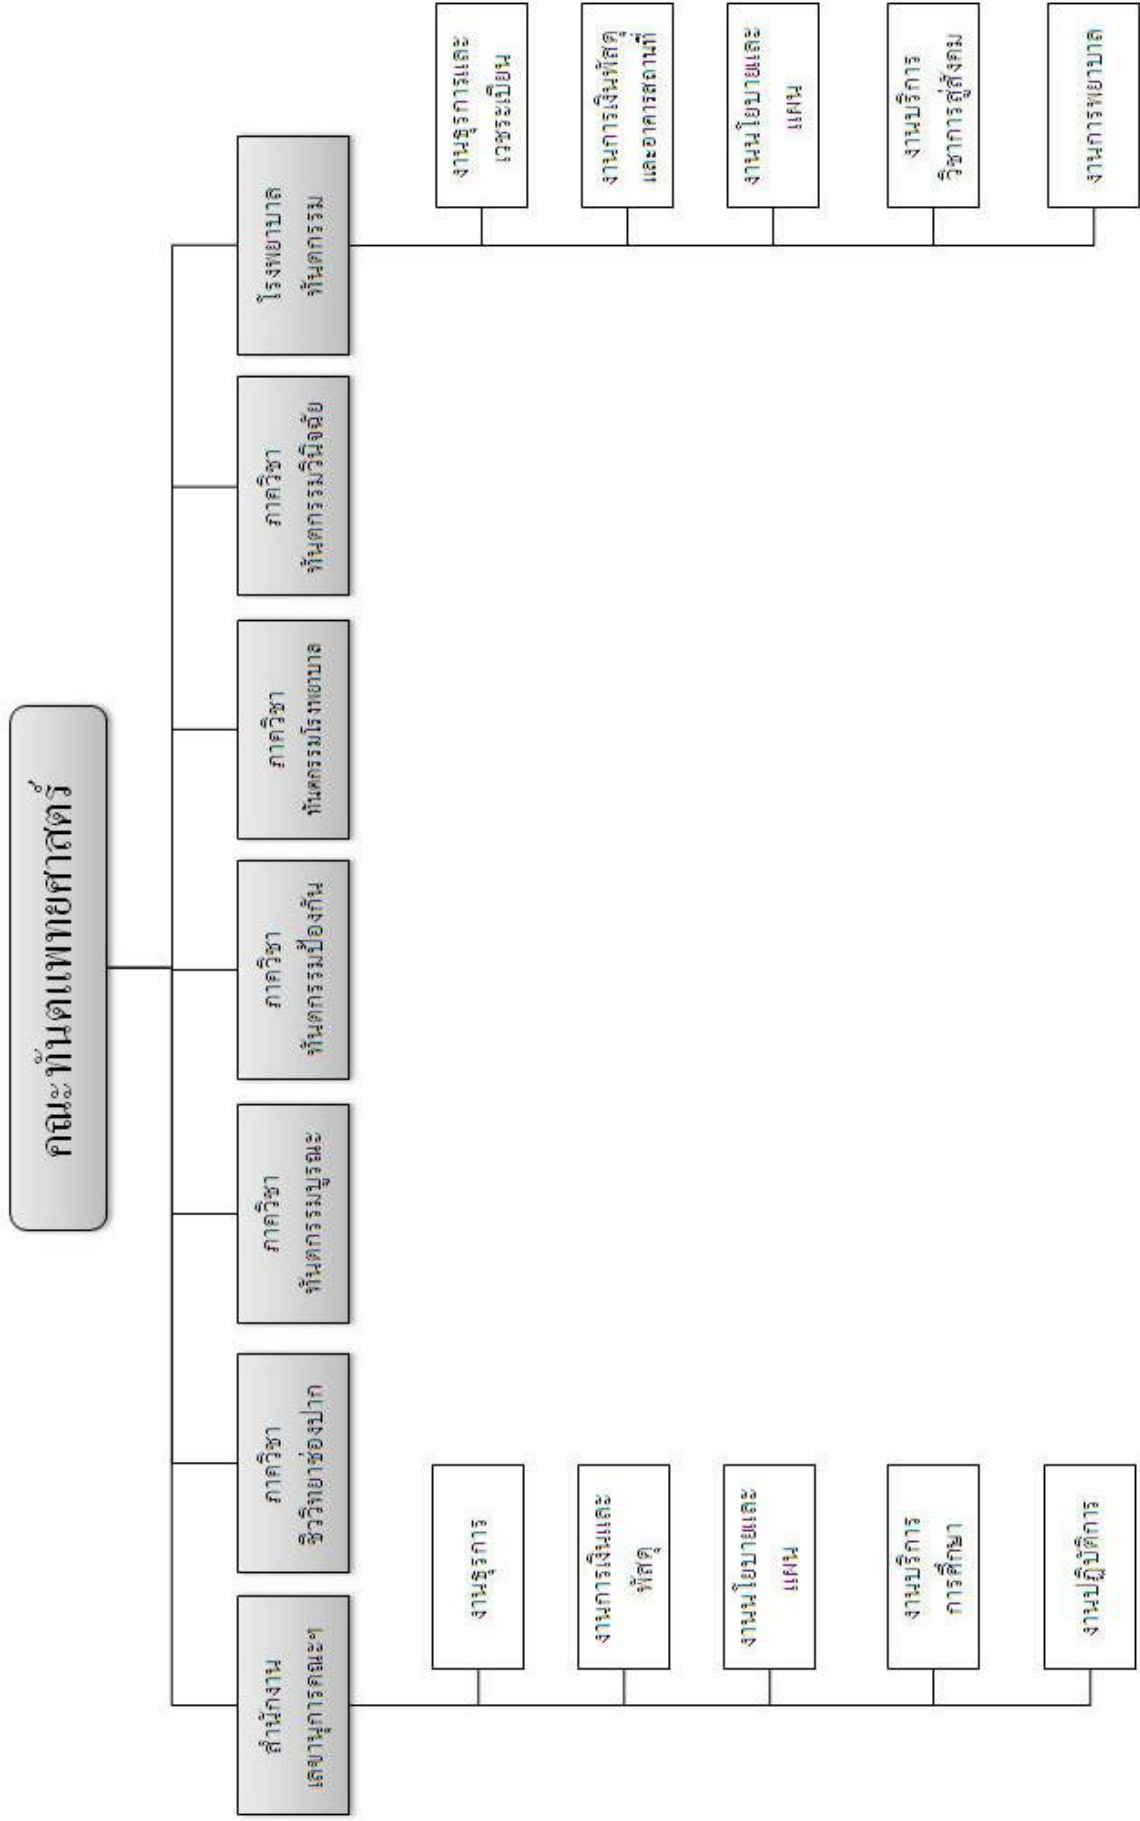 คณะทันตแพทยศาสตร์
สำนักงาน
เลขานุการคณะฯ
ภาควิชา
ชีววิทยาช่องปาก
ภาควิชา
ทันตกรรมบูรณะ
ภาควิชา
ทันตกรรมป้องกัน
ภาควิชา
ทันตกรรมโรงพยาบาล
ภาควิชา
ทันตกรรมวินิจฉัย
โรงพยาบาล
ทันตกรรม
งานธุรการ
งานการเงินและ
พัสดุ
งานนโยบายและ
แผน
งานบริการ
การศึกษา
งานปฏิบัติการ
งานธุรการและ
เวชระเบียน
งานการเงินพัสดุ
และอาคารสถานที่
งานนโยบายและ
แผน
งานบริการ
วิชาการสู่สังคม
งานการพยาบาล